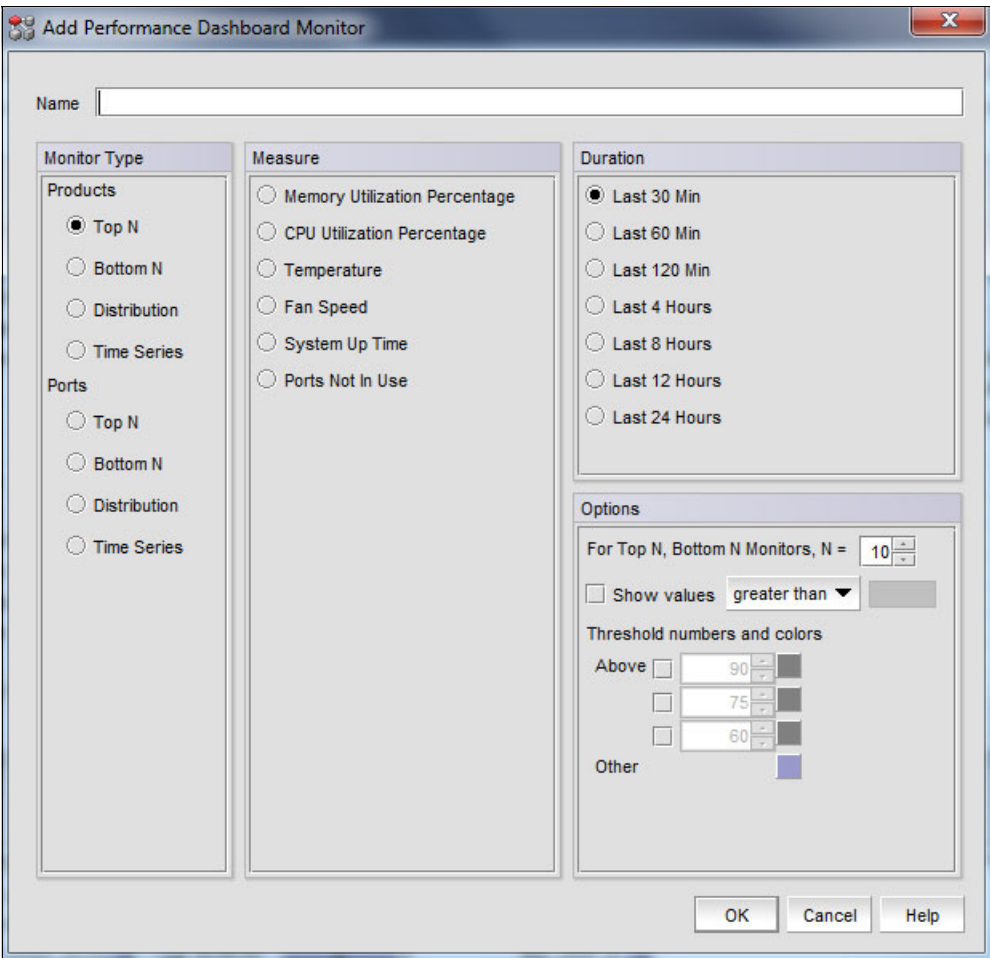 Add Performance Dashboard Monitor
Name
Monitor Type
Products
Top N
Bottom N
Distribution
Time Series
Ports
Top N
Bottom N
Distribution
Time Series
Measure
Memory Utilization Percentage
CPU Utilization Percentage
Temperature
Fan Speed
System Up Time
Ports Not In Use
Duration
Last 30 Min
Last 60 Min
Last 120 Min
Last 4 Hours
Last 8 Hours
Last 12 Hours
Last 24 Hours
Options
For Top N, Bottom N Monitors, N = 10
Show values greater than
Threshold numbers and colors
Above 90
75
60
Other
OK Cancel Help